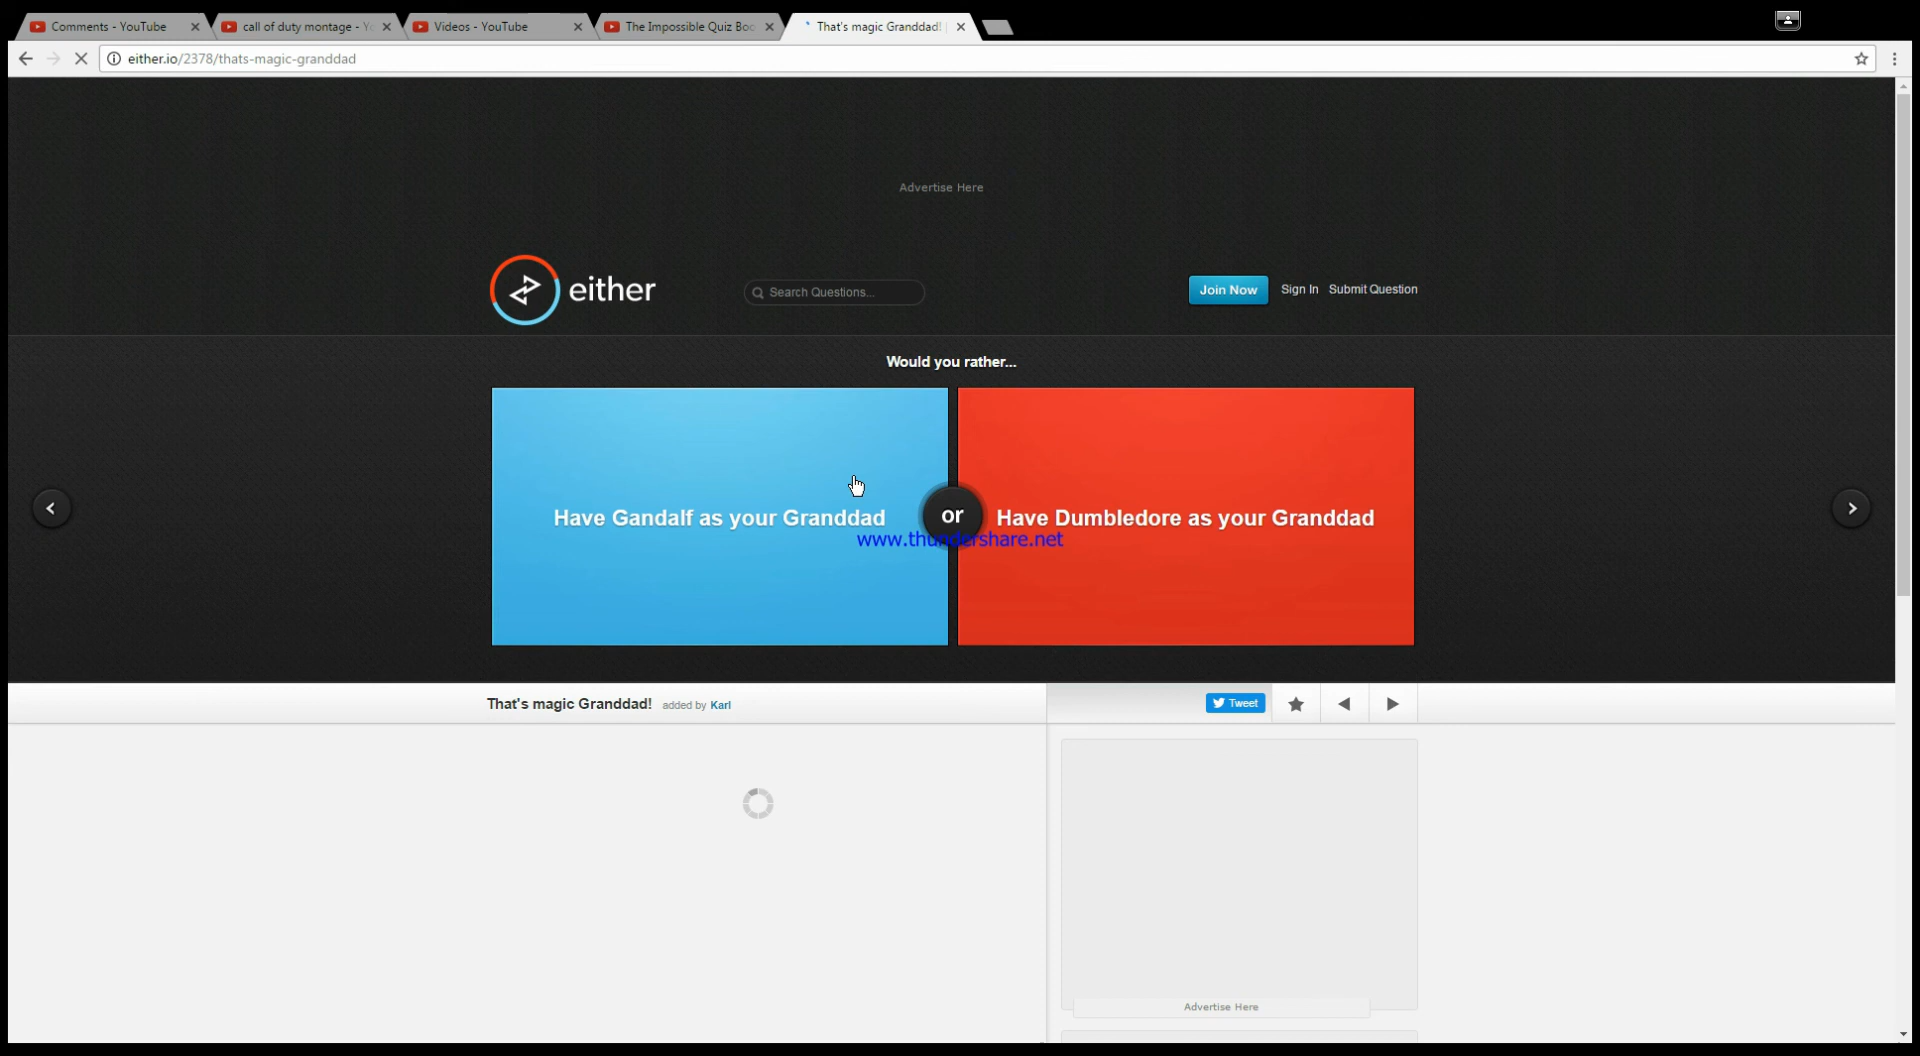 Comments - YouTube
call of duty montage - Yo
Videos - YouTube
The Impossible Quiz Boo
That's magic Granddad! |
either.io/2378/thats-magic-granddad
Advertise Here
either
Search Questions...
Join Now
Sign In
Submit Question
Would you rather...
Have Gandalf as your Granddad
or
Have Dumbledore as your Granddad
www.thundershare.net
That's magic Granddad! added by Karl
Tweet
Advertise Here